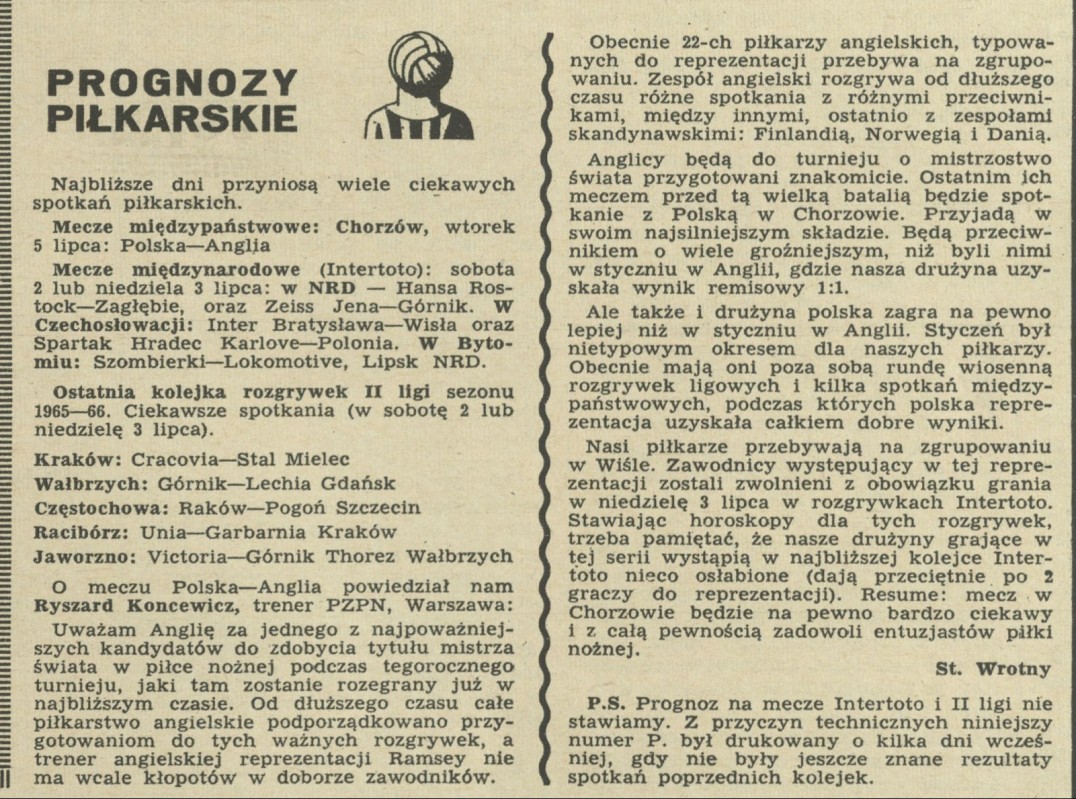 PROGNOZY
PIŁKARSKIE
Najbliższe dni przyniosą wiele ciekawych
spotkań piłkarskich.
Mecze międzypaństwowe: Chorzów, wtorek
5 lipca: Polska—Anglia
Mecze międzynarodowe (Intertoto): sobota
2 lub niedziela 3 lipca: w NRD — Hansa Ros-
tock—Zagłębie, oraz Zeiss Jena—Górnik. W
Czechosłowacji: Inter Bratysława—Wisła oraz
Spartak Hradec Karlove—Polonia. W Byto-
miu: Szombierki—Lokomotive, Lipsk NRD.
Ostatnia kolejka rozgrywek II ligi sezonu
1965—66. Ciekawsze spotkania (w sobotę 2 lub
niedzielę 3 lipca).
Kraków: Cracovia—Stal Mielec
Wałbrzych: Górnik—Lechia Gdańsk
Częstochowa: Raków—Pogoń Szczecin
Racibórz: Unia—Garbarnia Kraków
Jaworzno: Victoria—Górnik Thorez Wałbrzych
O meczu Polska—Anglia powiedział nam
Ryszard Koncewicz, trener PZPN, Warszawa:
Uważam Anglię za jednego z najpoważniej-
szych kandydatów do zdobycia tytułu mistrza
świata w piłce nożnej podczas tegorocznego
turnieju, jaki tam zostanie rozegrany już w
najbliższym czasie. Od dłuższego czasu całe
piłkarstwo angielskie podporządkowano przy-
gotowaniom do tych ważnych rozgrywek, a
trener angielskiej reprezentacji Ramsey nie
ma wcale kłopotów w doborze zawodników.
Obecnie 22-ch piłkarzy angielskich, typowa-
nych do reprezentacji przebywa na zgrupo-
waniu. Zespół angielski rozgrywa od dłuższego
czasu różne spotkania z różnymi przeciwni-
kami, między innymi, ostatnio z zespołami
skandynawskimi: Finlandią, Norwegią i Danią.
Anglicy będą do turnieju o mistrzostwo
świata przygotowani znakomicie. Ostatnim ich
meczem przed tą wielką batalią będzie spot-
kanie z Polską w Chorzowie. Przyjadą w
swoim najsilniejszym składzie. Będą przeciw-
nikiem o wiele groźniejszym, niż byli nimi
w styczniu w Anglii, gdzie nasza drużyna uzy-
skała wynik remisowy 1:1.
Ale także i drużyna polska zagra na pewno
lepiej niż w styczniu w Anglii. Styczeń był
nietypowym okresem dla naszych piłkarzy.
Obecnie mają oni poza sobą rundę wiosenną
rozgrywek ligowych i kilka spotkań między-
państwowych, podczas których polska repre-
zentacja uzyskała całkiem dobre wyniki.
Nasi piłkarze przebywają na zgrupowaniu
w Wiśle. Zawodnicy występujący w tej repre-
zentacji zostali zwolnieni z obowiązku grania
w niedzielę 3 lipca w rozgrywkach Intertoto.
Stawiając horoskopy dla tych rozgrywek,
trzeba pamiętać, że nasze drużyny grające w
tej serii wystąpią w najbliższej kolejce Inter-
toto nieco osłabione (dają przeciętnie po 2
graczy do reprezentacji). Resume: mecz w
Chorzowie będzie na pewno bardzo ciekawy
i z całą pewnością zadowoli entuzjastów piłki
nożnej.
St. Wrotny
P.S. Prognoz na mecze Intertoto i II ligi nie
stawiamy. Z przyczyn technicznych niniejszy
numer P. był drukowany o kilka dni wcześ-
niej, gdy nie były jeszcze znane rezultaty
spotkań poprzednich kolejek.